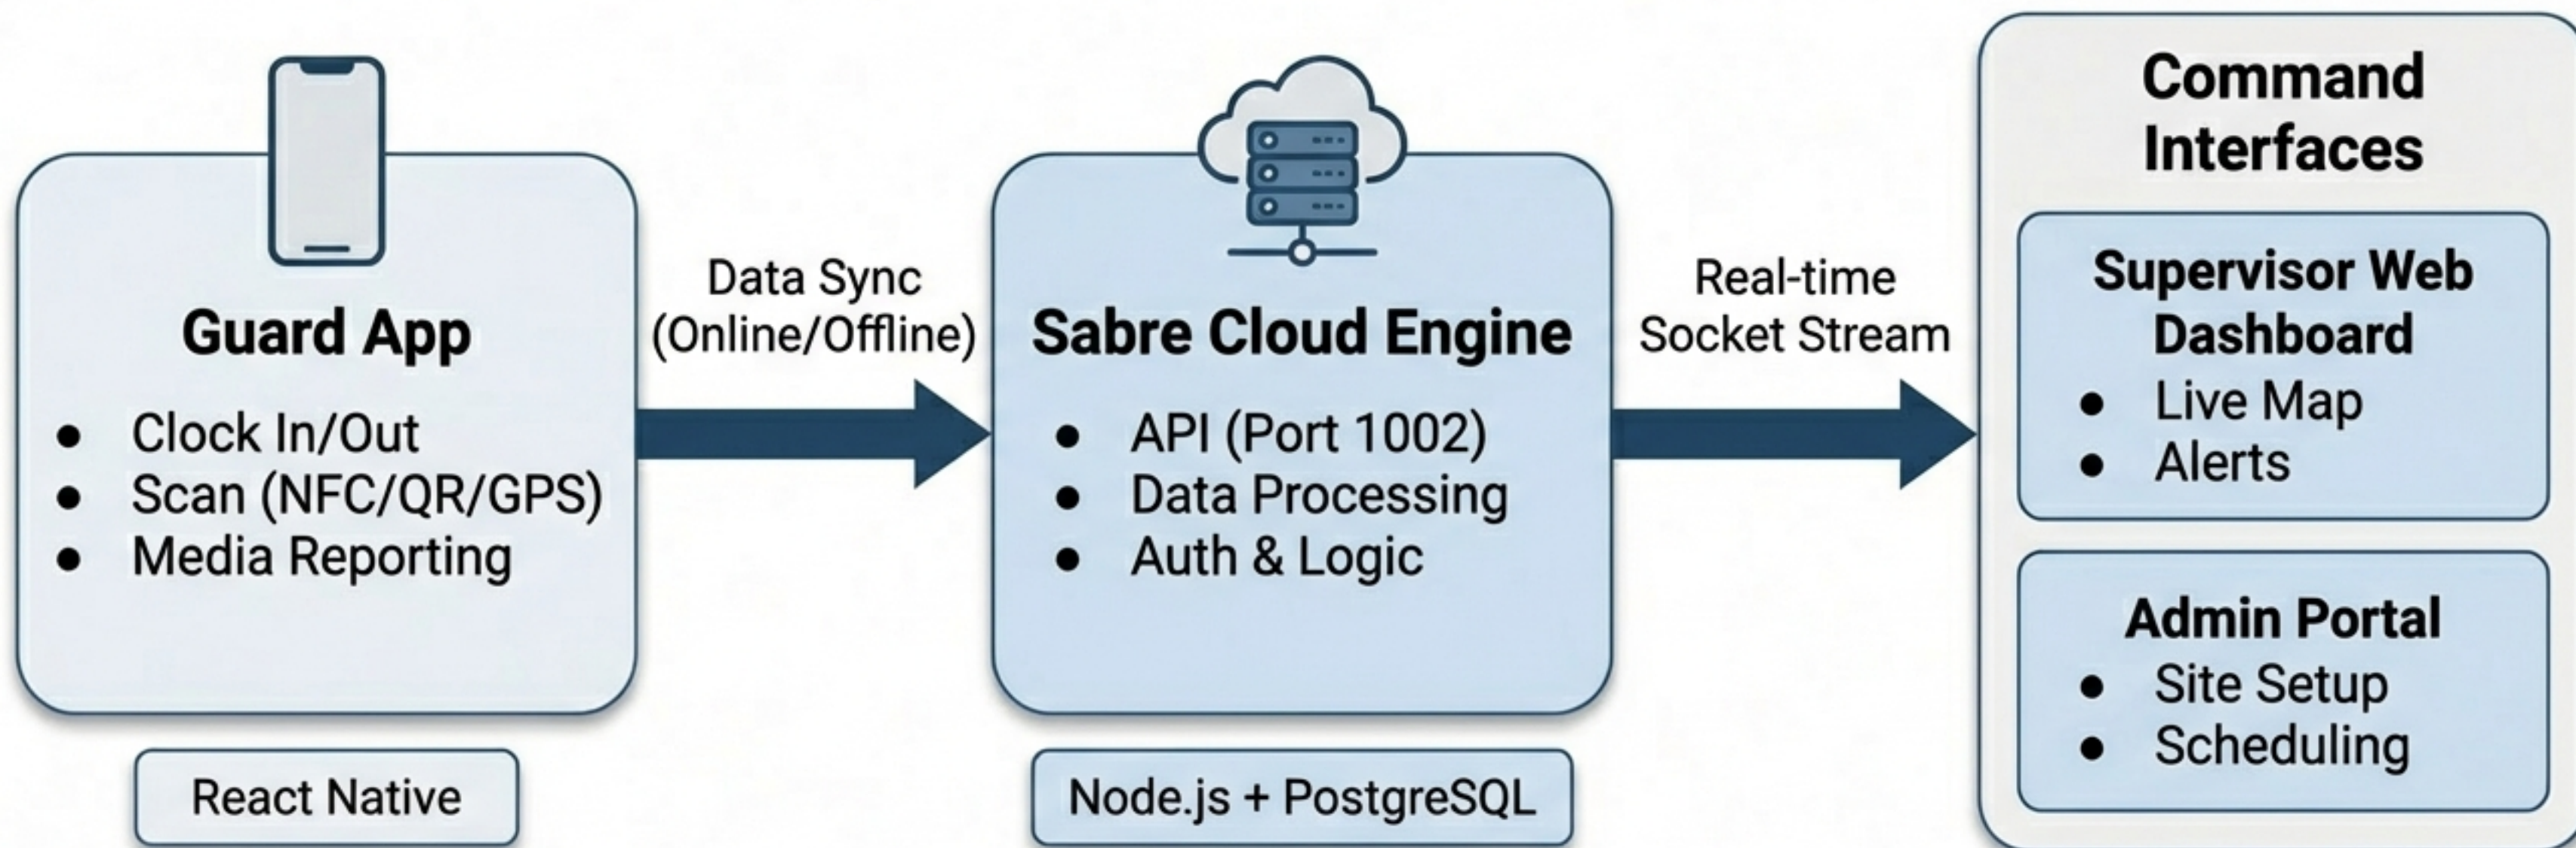 Guard App
Clock In/Out
Scan (NFC/QR/GPS)
Media Reporting
React Native
Data Sync
(Online/Offline)
Sabre Cloud Engine
API (Port 1002)
Data Processing
Auth & Logic
Node.js + PostgreSQL
Real-time
Socket Stream
Command
Interfaces
Supervisor Web
Dashboard
Live Map
Alerts
Admin Portal
Site Setup
Scheduling